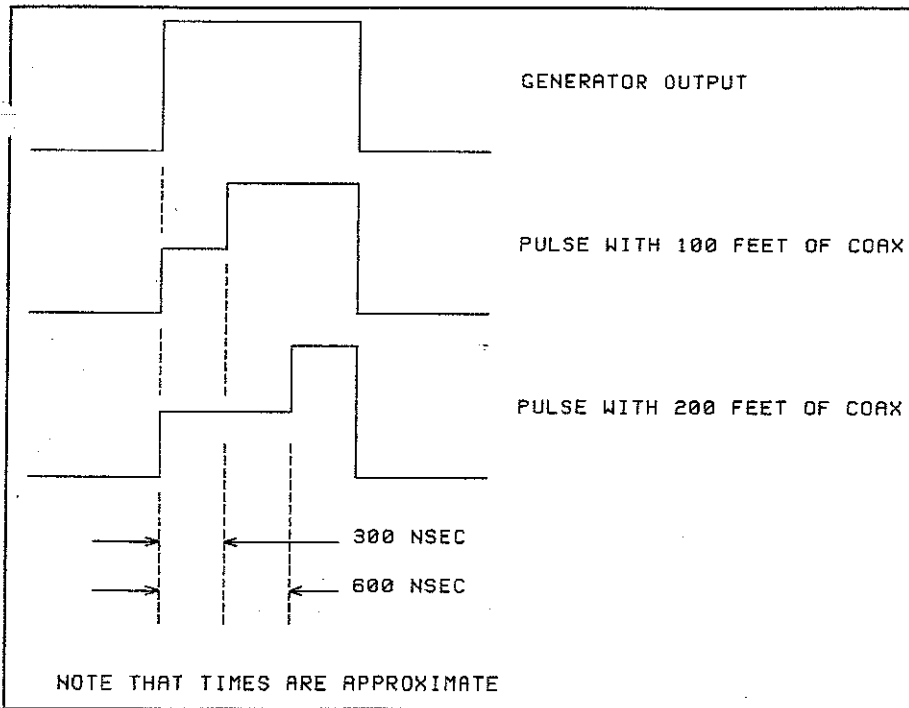 GENERATOR OUTPUT
PULSE WITH 100 FEET OF COAX
PULSE WITH 200 FEET OF COAX
300 NSEC
600 NSEC
NOTE THAT TIMES ARE APPROXIMATE